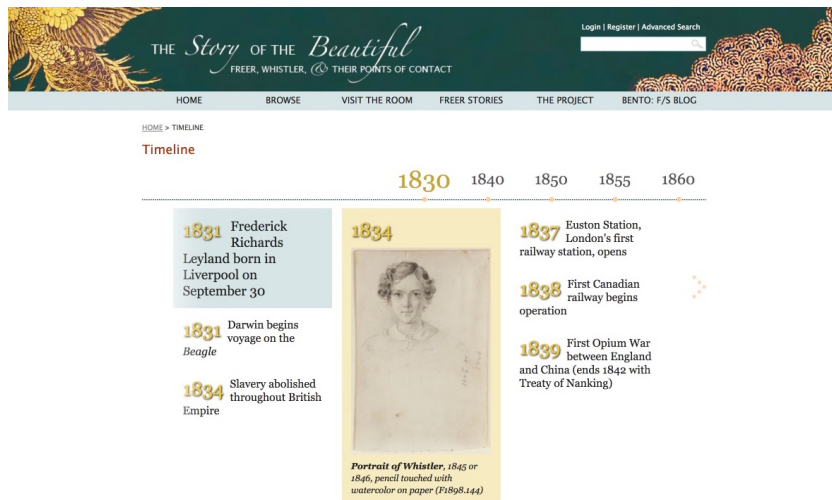 Login | Register | Advanced Search
THE Story OF THE Beautiful
FREER, WHISTLER, & THEIR POINTS OF CONTACT
HOME BROWSE VISIT THE ROOM FREER STORIES THE PROJECT BENTO: F/S BLOG
HOME > TIMELINE
Timeline
1830 1840 1850 1855 1860
1831 Frederick
Richards
Leyland born in
Liverpool on
September 30
1831 Darwin begins
voyage on the
Beagle
1834 Slavery abolished
throughout British
Empire
1834
Portrait of Whistler, 1845 or
1846, pencil touched with
watercolor on paper (F1898.144)
1837 Euston Station,
London's first
railway station, opens
1838 First Canadian
railway begins
operation
1839 First Opium War
between England
and China (ends 1842 with
Treaty of Nanking)